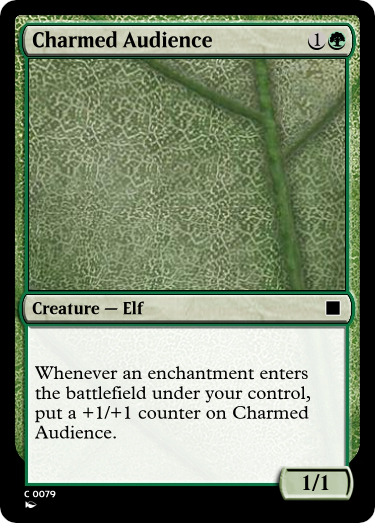 Charmed Audience 1
Creature — Elf
Whenever an enchantment enters
the battlefield under your control,
put a +1/+1 counter on Charmed
Audience.
1/1
C 0079